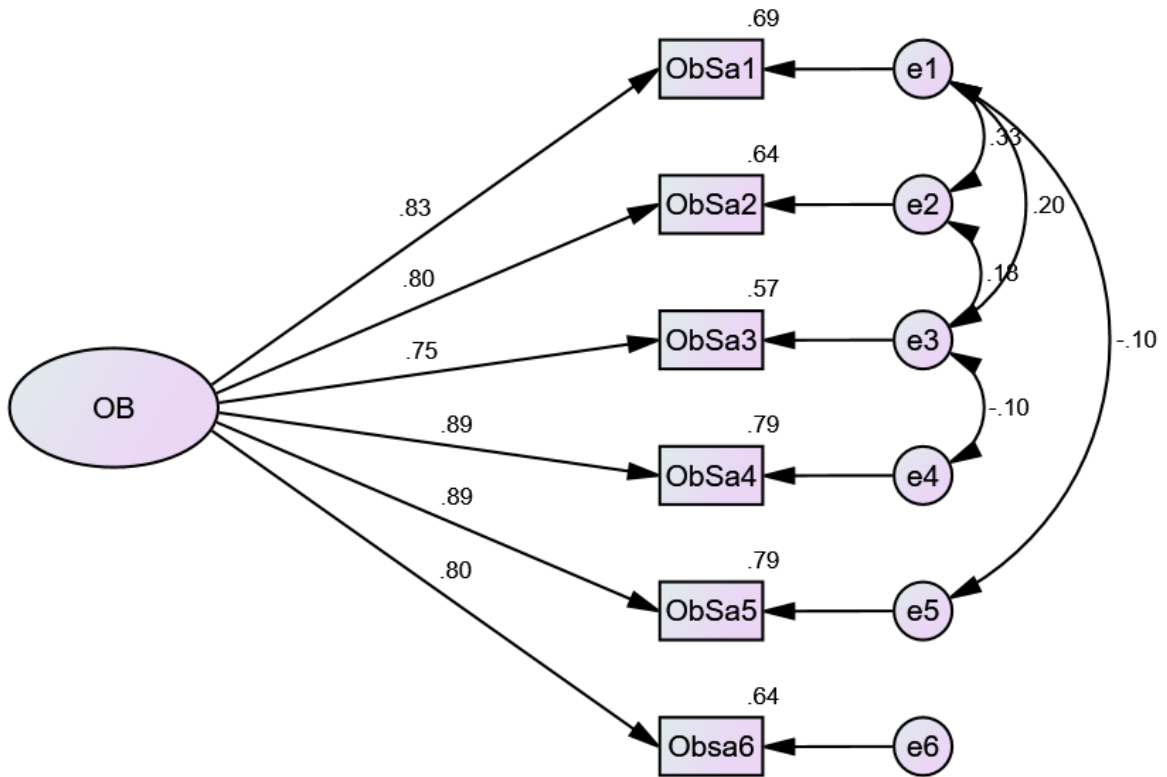 .69
ObSa1
e1
.33
.64
.83
ObSa2
e2
.20
.80
.18
.57
ObSa3
e3
-.10
.75
OB
-.10
.89
.79
ObSa4
e4
.89
.79
.80
ObSa5
e5
.64
Obsa6
e6